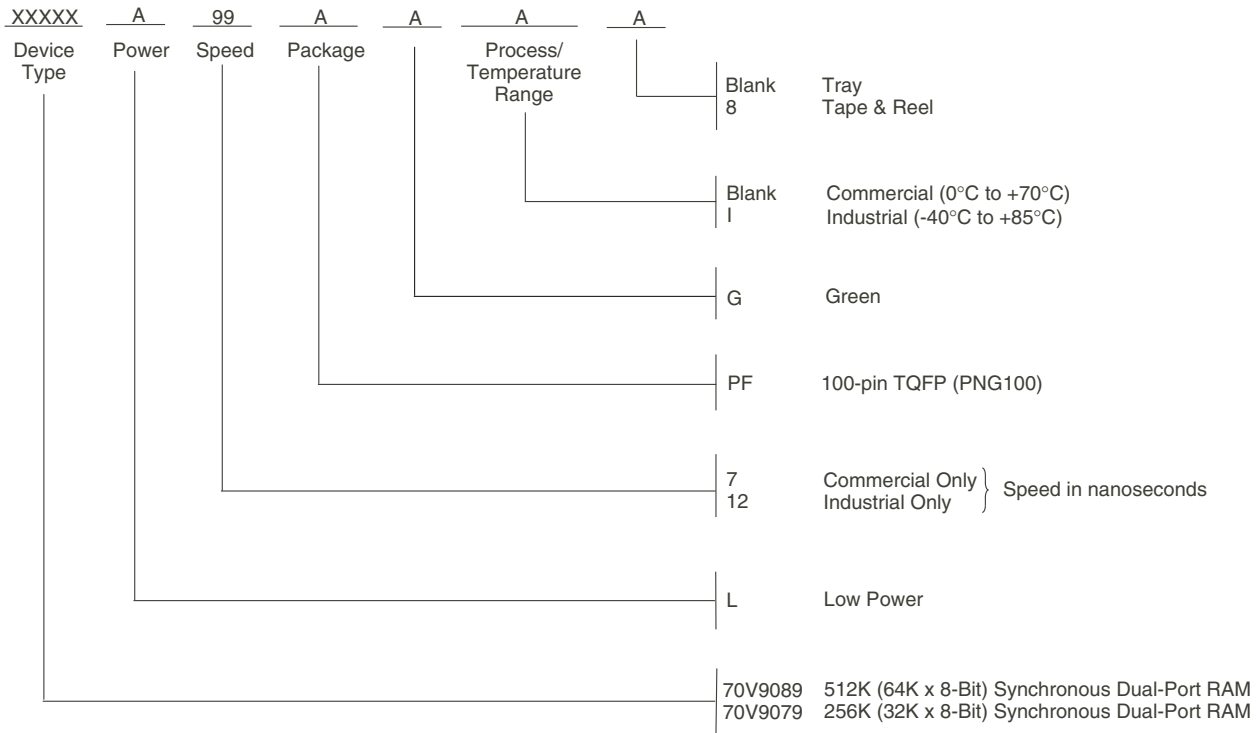 XXXXX A 99 A A A A
Device Type Power Speed Package Process/ Temperature Range
Blank Tray
8 Tape & Reel
Blank Commercial (0°C to +70°C)
I Industrial (-40°C to +85°C)
G Green
PF 100-pin TQFP (PNG100)
7 Commercial Only
12 Industrial Only
Speed in nanoseconds
L Low Power
70V9089 512K (64K x 8-Bit) Synchronous Dual-Port RAM
70V9079 256K (32K x 8-Bit) Synchronous Dual-Port RAM